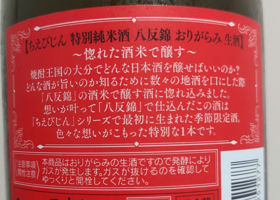 【ちえびじん 特別純米酒 八反錦 おりがらみ 生酒】
～惚れた酒米で醸す～
焼酎王国の大分でどんな日本酒を醸せばいいのか?
どんな酒が旨いのか知るために数々の地酒を口にした際
「八反錦」の酒米で醸す酒に惚れ込みました。
想いが叶って「八反錦」で仕込んだこの酒は
【ちえびじん】シリーズで最初に生まれた季節限定酒。
色々な想いがこもった特別な1本です。
注意事項
開栓注意
本商品はおりがらみの生酒ですので発酵により
ガスが発生します。ガスが抜けるのを確認して
ゆっくりと開栓してください。